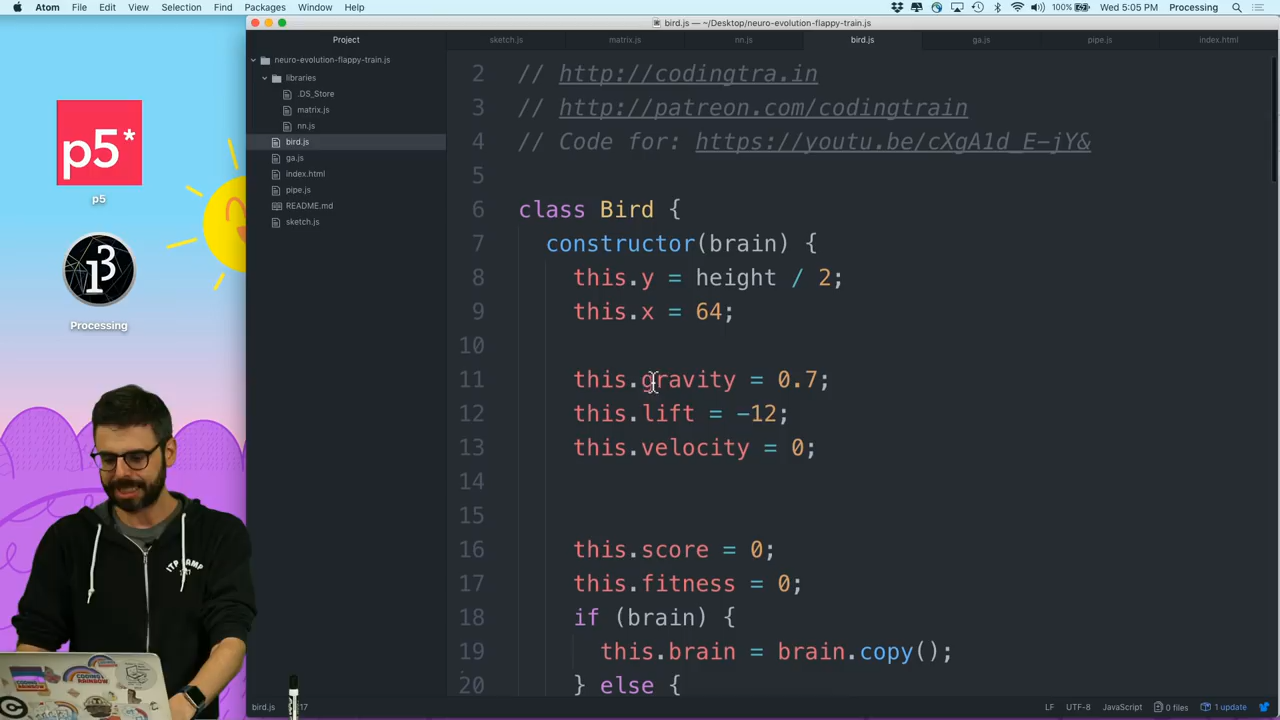 Atom File Edit View Selection Find Packages Window Help 100% Wed 5:05 PM Processing
bird.js — ~/Desktop/neuro-evolution-flappy-train.js
Project sketch.js matrix.js nn.js bird.js ga.js pipe.js index.html
neuro-evolution-flappy-train.js
libraries
.DS_Store
matrix.js
nn.js
bird.js
ga.js
index.html
pipe.js
README.md
sketch.js
p5*
p5
Processing
2 // http://codingtra.in
3 // http://patreon.com/codingtrain
4 // Code for: https://youtu.be/cXgA1d_E-jY&
5
6 class Bird {
7 constructor(brain) {
8 this.y = height / 2;
9 this.x = 64;
10
11 this.gravity = 0.7;
12 this.lift = -12;
13 this.velocity = 0;
14
15
16 this.score = 0;
17 this.fitness = 0;
18 if (brain) {
19 this.brain = brain.copy();
20 } else {
bird.js LF UTF-8 JavaScript 0 files 1 update